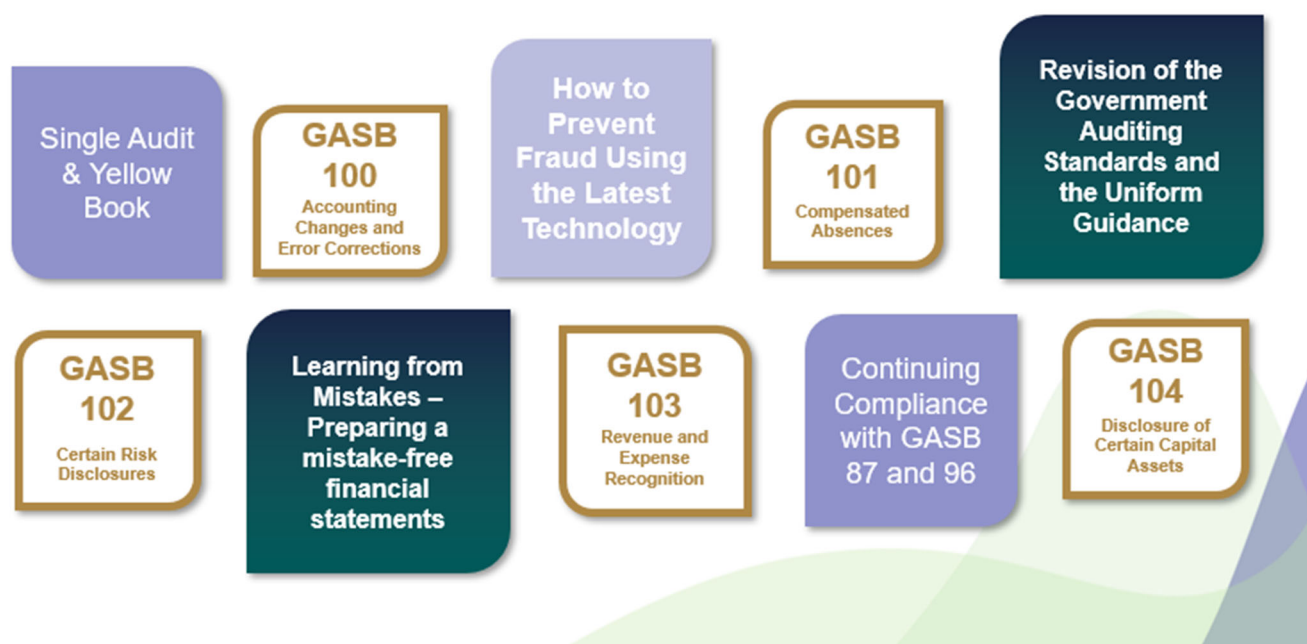 Single Audit
& Yellow
Book
GASB
100
Accounting
Changes and
Error Corrections
How to
Prevent
Fraud Using
the Latest
Technology
GASB
101
Compensated
Absences
Revision of the
Government
Auditing
Standards and
the Uniform
Guidance
GASB
102
Certain Risk
Disclosures
Learning from
Mistakes –
Preparing a
mistake-free
financial
statements
GASB
103
Revenue and
Expense
Recognition
Continuing
Compliance
with GASB
87 and 96
GASB
104
Disclosure of
Certain Capital
Assets